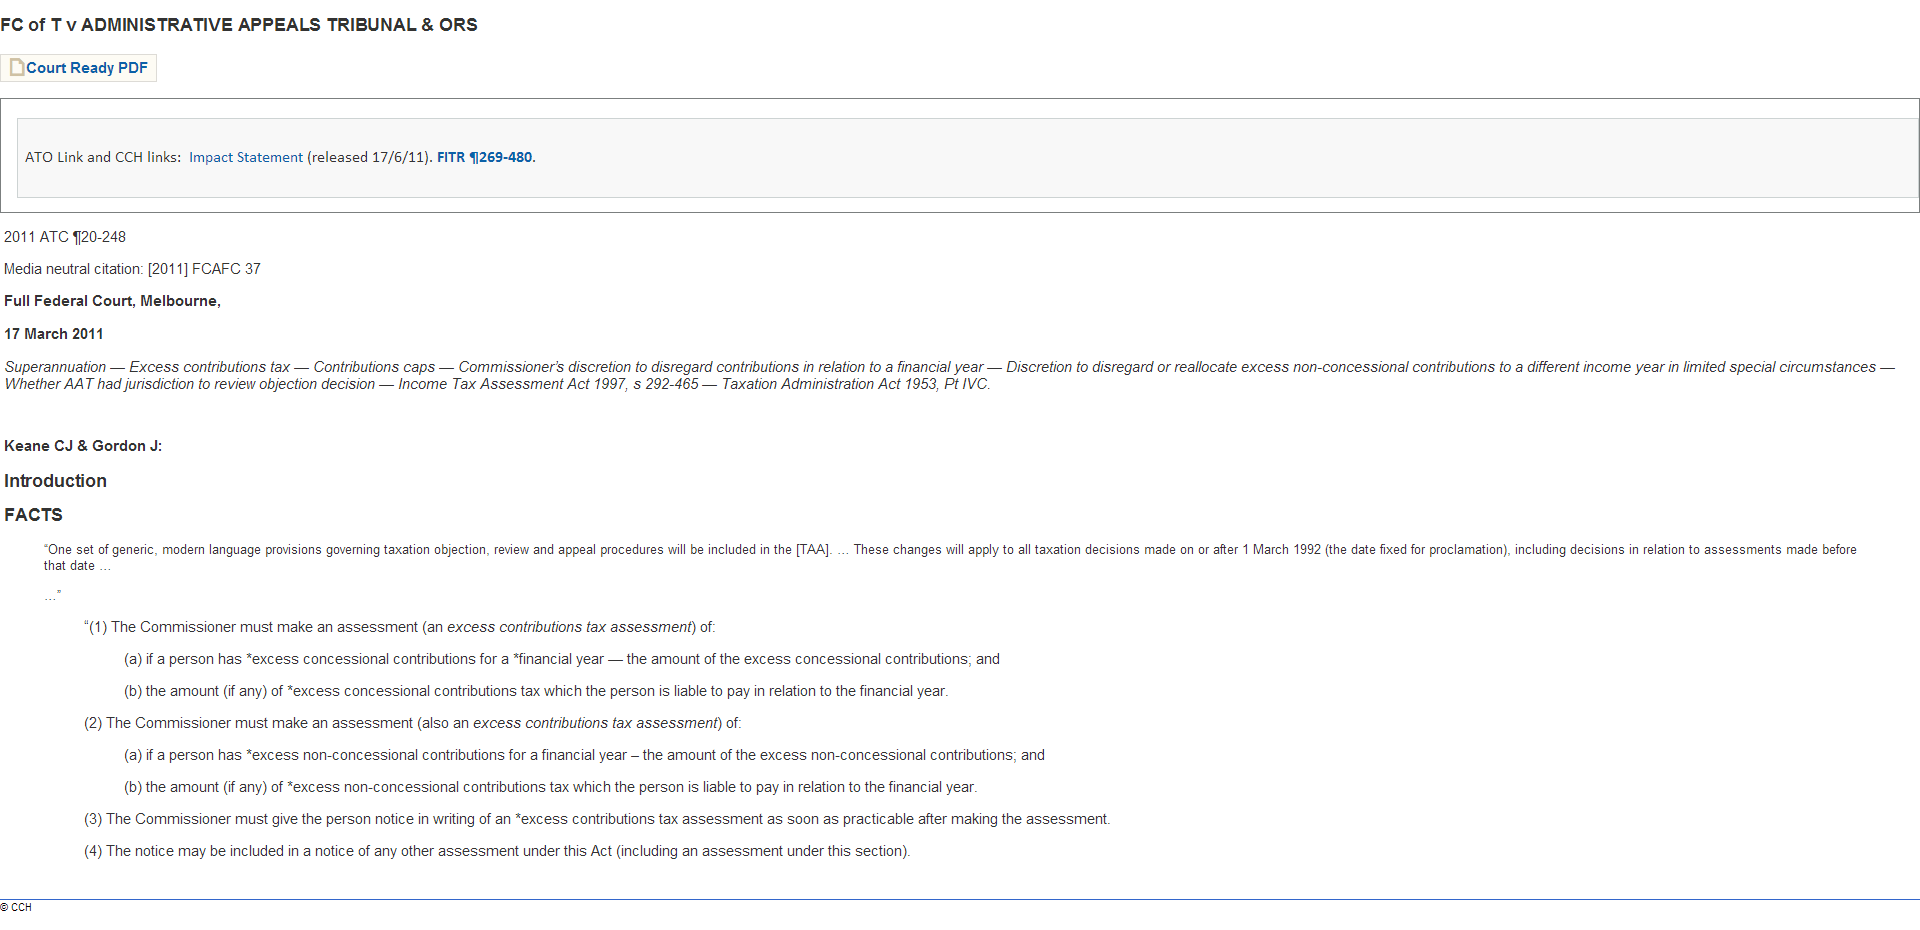 FC of T v ADMINISTRATIVE APPEALS TRIBUNAL & ORS
Court Ready PDF
ATO Link and CCH links:  Impact Statement (released 17/6/11). FITR ¶269-480.
2011 ATC ¶20-248
Media neutral citation: [2011] FCAFC 37
Full Federal Court, Melbourne,
17 March 2011
Superannuation — Excess contributions tax — Contributions caps — Commissioner's discretion to disregard contributions in relation to a financial year — Discretion to disregard or reallocate excess non-concessional contributions to a different income year in limited special circumstances —
Whether AAT had jurisdiction to review objection decision — Income Tax Assessment Act 1997, s 292-465 — Taxation Administration Act 1953, Pt IVC.
Keane CJ & Gordon J:
Introduction
FACTS
“One set of generic, modern language provisions governing taxation objection, review and appeal procedures will be included in the [TAA]. … These changes will apply to all taxation decisions made on or after 1 March 1992 (the date fixed for proclamation), including decisions in relation to assessments made before
that date …
…”
“(1) The Commissioner must make an assessment (an excess contributions tax assessment) of:
(a) if a person has *excess concessional contributions for a *financial year — the amount of the excess concessional contributions; and
(b) the amount (if any) of *excess concessional contributions tax which the person is liable to pay in relation to the financial year.
(2) The Commissioner must make an assessment (also an excess contributions tax assessment) of:
(a) if a person has *excess non-concessional contributions for a financial year – the amount of the excess non-concessional contributions; and
(b) the amount (if any) of *excess non-concessional contributions tax which the person is liable to pay in relation to the financial year.
(3) The Commissioner must give the person notice in writing of an *excess contributions tax assessment as soon as practicable after making the assessment.
(4) The notice may be included in a notice of any other assessment under this Act (including an assessment under this section).
© CCH